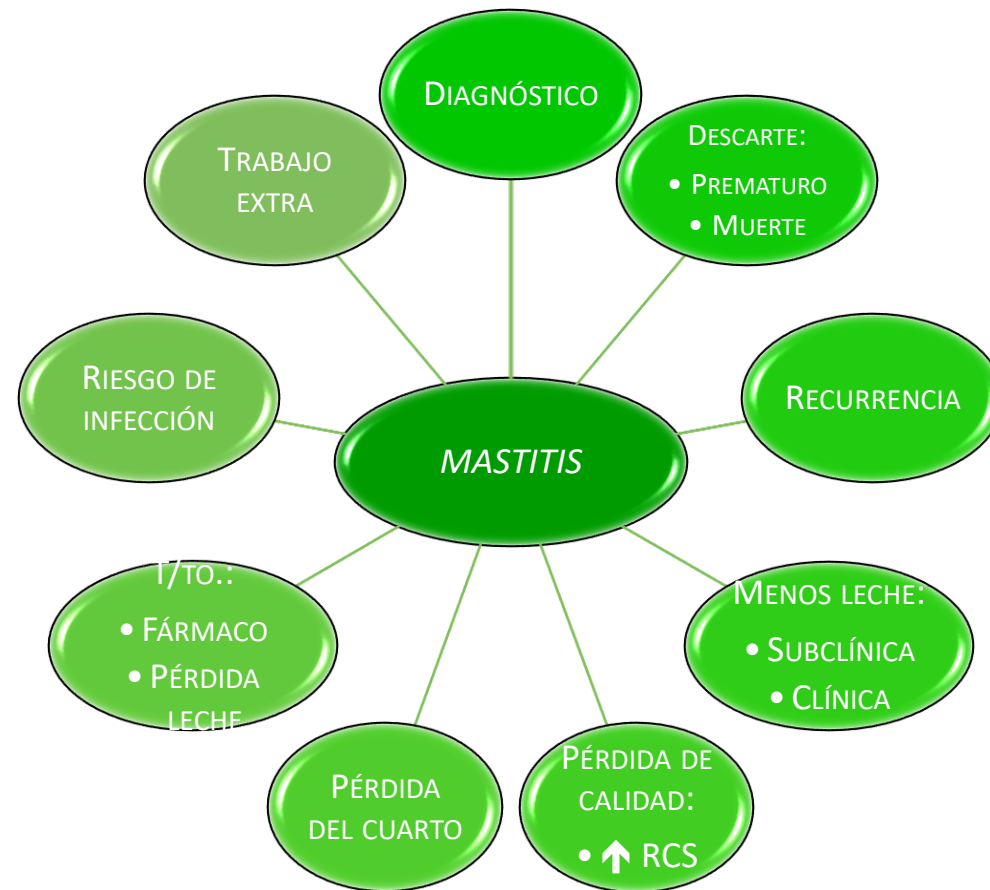 DIAGNÓSTICO
DESCARTE:
• PREMATURO
• MUERTE
RECURRENCIA
MENOS LECHE:
• SUBCLÍNICA
• CLÍNICA
PÉRDIDA DE
CALIDAD:
• ↑ RCS
PÉRDIDA
DEL CUARTO
T/TO.:
• FÁRMACO
• PÉRDIDA
LECHE
RIESGO DE
INFECCIÓN
TRABAJO
EXTRA
MASTITIS